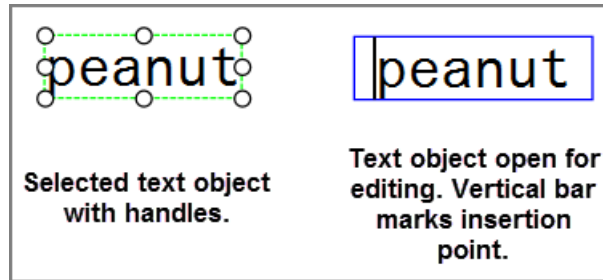 peanut
Selected text object
with handles.
peanut
Text object open for
editing. Vertical bar
marks insertion
point.